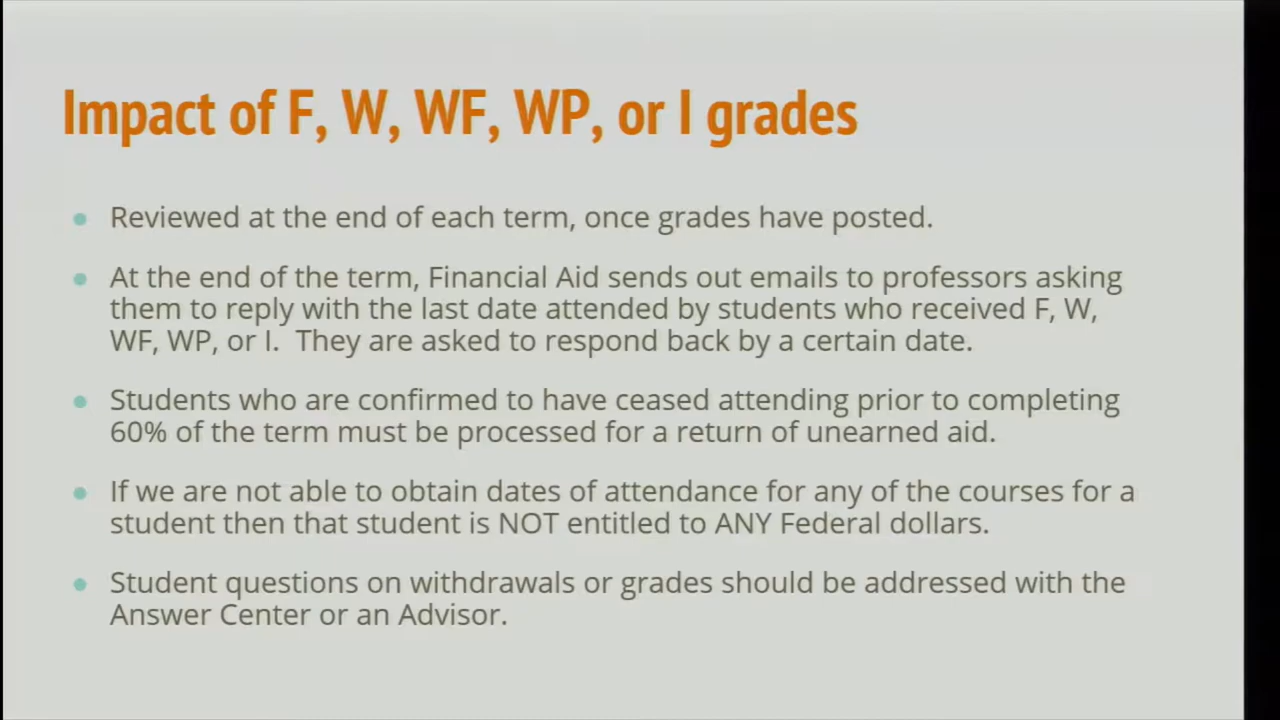 Impact of F, W, WF, WP, or I grades
● Reviewed at the end of each term, once grades have posted.
● At the end of the term, Financial Aid sends out emails to professors asking
them to reply with the last date attended by students who received F, W,
WF, WP, or I.  They are asked to respond back by a certain date.
● Students who are confirmed to have ceased attending prior to completing
60% of the term must be processed for a return of unearned aid.
● If we are not able to obtain dates of attendance for any of the courses for a
student then that student is NOT entitled to ANY Federal dollars.
● Student questions on withdrawals or grades should be addressed with the
Answer Center or an Advisor.